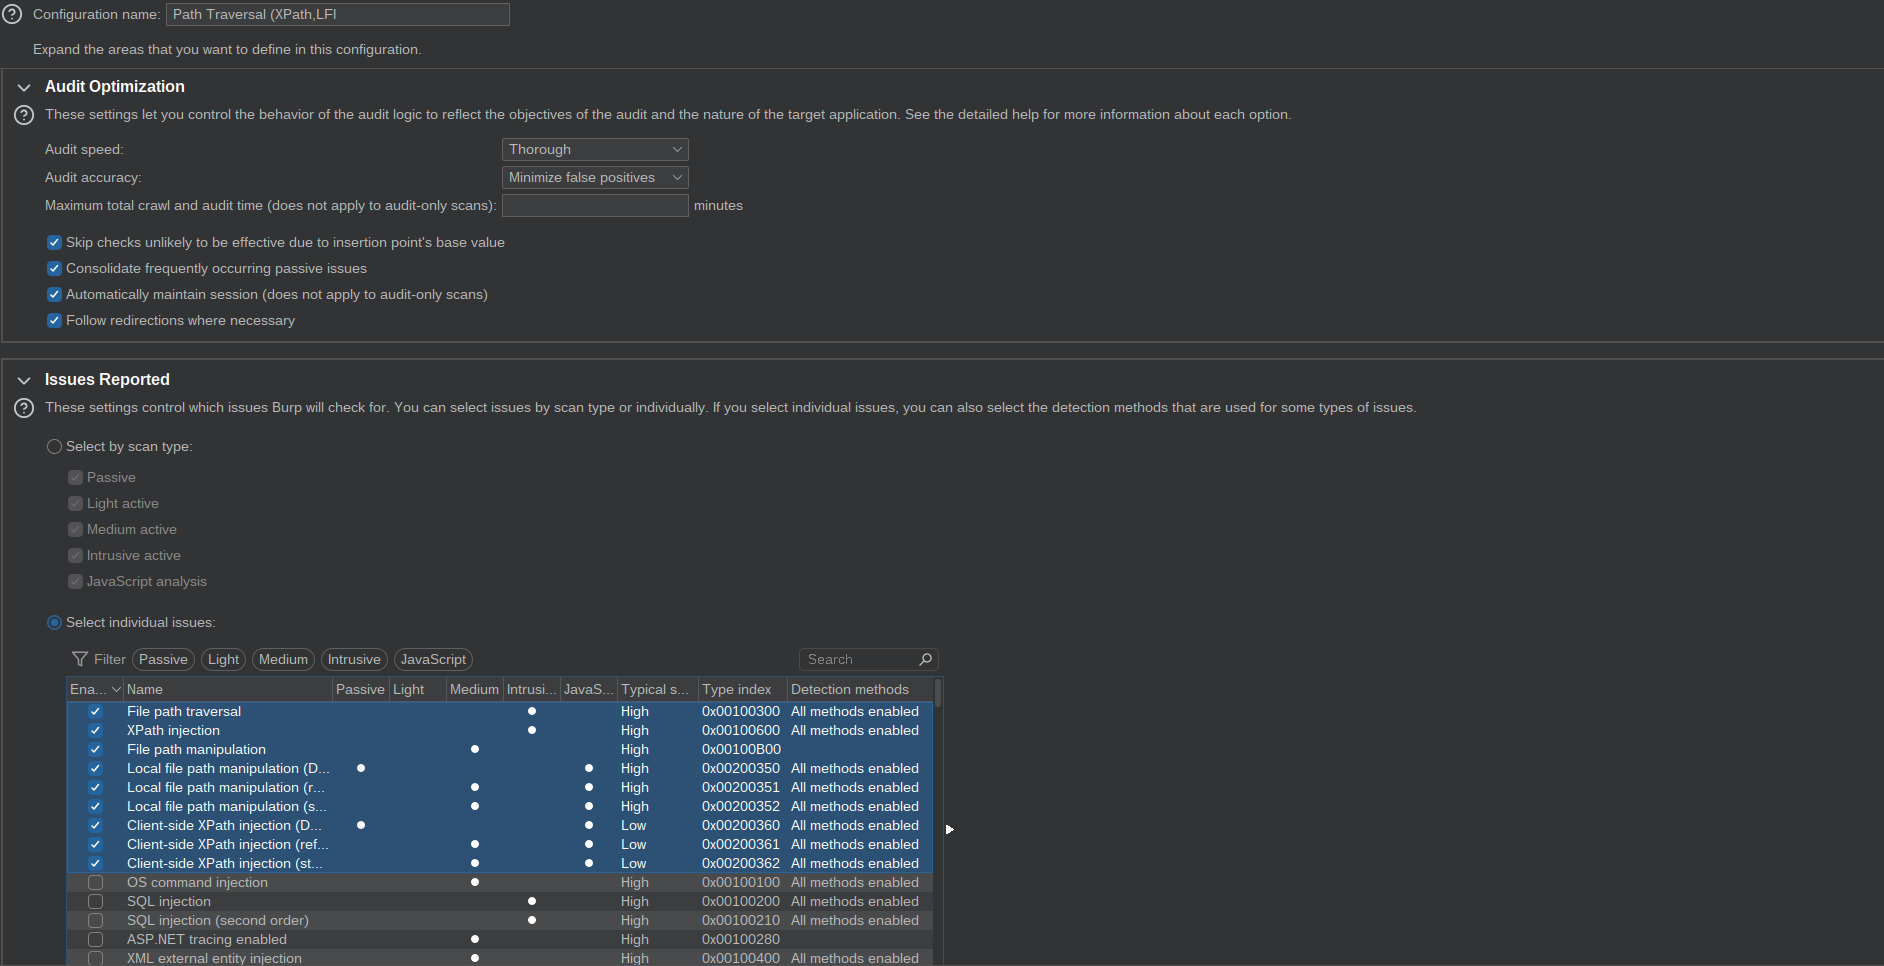 Configuration name: Path Traversal (XPath,LFI
Expand the areas that you want to define in this configuration.
Audit Optimization
These settings let you control the behavior of the audit logic to reflect the objectives of the audit and the nature of the target application. See the detailed help for more information about each option.
Audit speed: Thorough
Audit accuracy: Minimize false positives
Maximum total crawl and audit time (does not apply to audit-only scans): minutes
Skip checks unlikely to be effective due to insertion point's base value
Consolidate frequently occurring passive issues
Automatically maintain session (does not apply to audit-only scans)
Follow redirections where necessary
Issues Reported
These settings control which issues Burp will check for. You can select issues by scan type or individually. If you select individual issues, you can also select the detection methods that are used for some types of issues.
Select by scan type:
Passive
Light active
Medium active
Intrusive active
JavaScript analysis
Select individual issues:
Filter Passive Light Medium Intrusive JavaScript Search
Ena... Name Passive Light Medium Intrusi... JavaS... Typical s... Type index Detection methods
File path traversal High 0x00100300 All methods enabled
XPath injection High 0x00100600 All methods enabled
File path manipulation High 0x00100B00
Local file path manipulation (D... High 0x00200350 All methods enabled
Local file path manipulation (r... High 0x00200351 All methods enabled
Local file path manipulation (s... High 0x00200352 All methods enabled
Client-side XPath injection (D... Low 0x00200360 All methods enabled
Client-side XPath injection (ref... Low 0x00200361 All methods enabled
Client-side XPath injection (st... Low 0x00200362 All methods enabled
OS command injection High 0x00100100 All methods enabled
SQL injection High 0x00100200 All methods enabled
SQL injection (second order) High 0x00100210 All methods enabled
ASP.NET tracing enabled High 0x00100280
XML external entity injection High 0x00100400 All methods enabled